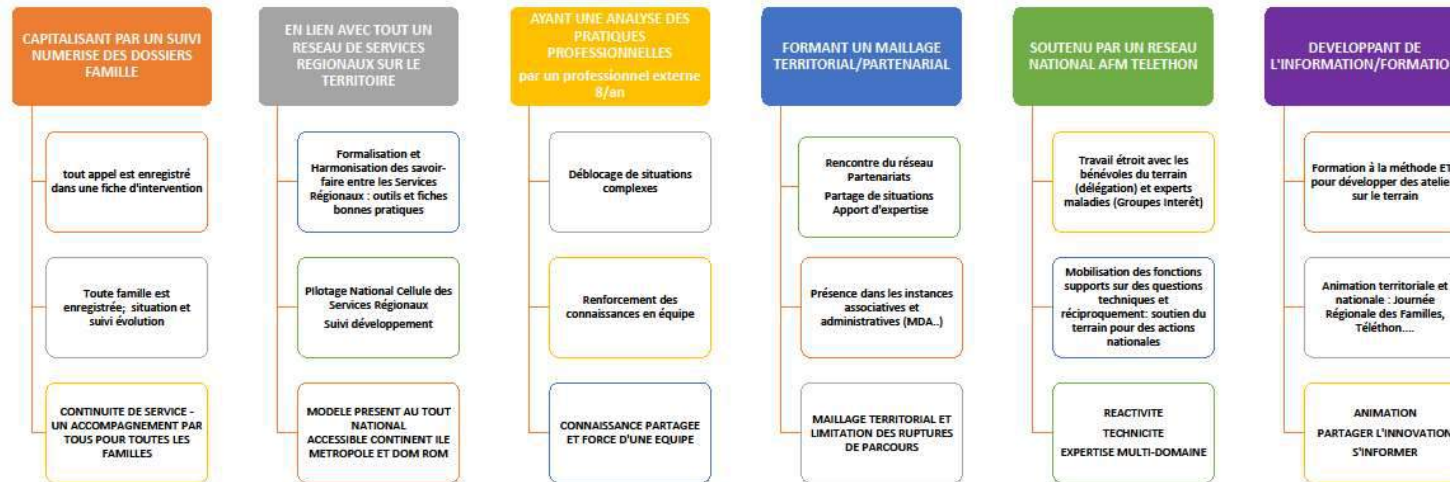 CAPITALISANT PAR UN SUIVI
NUMERISE DES DOSSIERS
FAMILLE
tout appel est enregistré
dans une fiche d'intervention
Toute famille est
enregistrée; situation et
suivi évolution
CONTINUITE DE SERVICE -
UN ACCOMPAGNEMENT PAR
TOUS POUR TOUTES LES
FAMILLES
EN LIEN AVEC TOUT UN
RESEAU DE SERVICES
REGIONAUX SUR LE
TERRITOIRE
Formalisation et
Harmonisation des savoir-
faire entre les Services
Régionaux : outils et fiches
bonnes pratiques
Pilotage National Cellule des
Services Régionaux
Suivi développement
MODELE PRESENT AU TOUT
NATIONAL
ACCESSIBLE CONTINENT ILE
METROPOLE ET DOM ROM
AYANT UNE ANALYSE DES
PRATIQUES
PROFESSIONNELLES
par un professionnel externe
8/an
Déblocage de situations
complexes
Renforcement des
connaissances en équipe
CONNAISSANCE PARTAGEE
ET FORCE D'UNE EQUIPE
FORMANT UN MAILLAGE
TERRITORIAL/PARTENARIAL
Rencontre du réseau
Partenariats
Partage de situations
Apport d'expertise
Présence dans les instances
associatives et
administratives (MDA..)
MAILLAGE TERRITORIAL ET
LIMITATION DES RUPTURES
DE PARCOURS
SOUTENU PAR UN RESEAU
NATIONAL AFM TELETHON
Travail étroit avec les
bénévoles du terrain
(délégation) et experts
maladies (Groupes Interêt)
Mobilisation des fonctions
supports sur des questions
techniques et
réciproquement: soutien du
terrain pour des actions
nationales
REACTIVITE
TECHNICITE
EXPERTISE MULTI-DOMAINE
DEVELOPPANT DE
L'INFORMATION/FORMATIO
Formation à la méthode
pour développer des atelie
sur le terrain
Animation territoriale et
nationale : Journée
Régionale des Familles,
Téléthon....
ANIMATION
PARTAGER L'INNOVATION
S'INFORMER